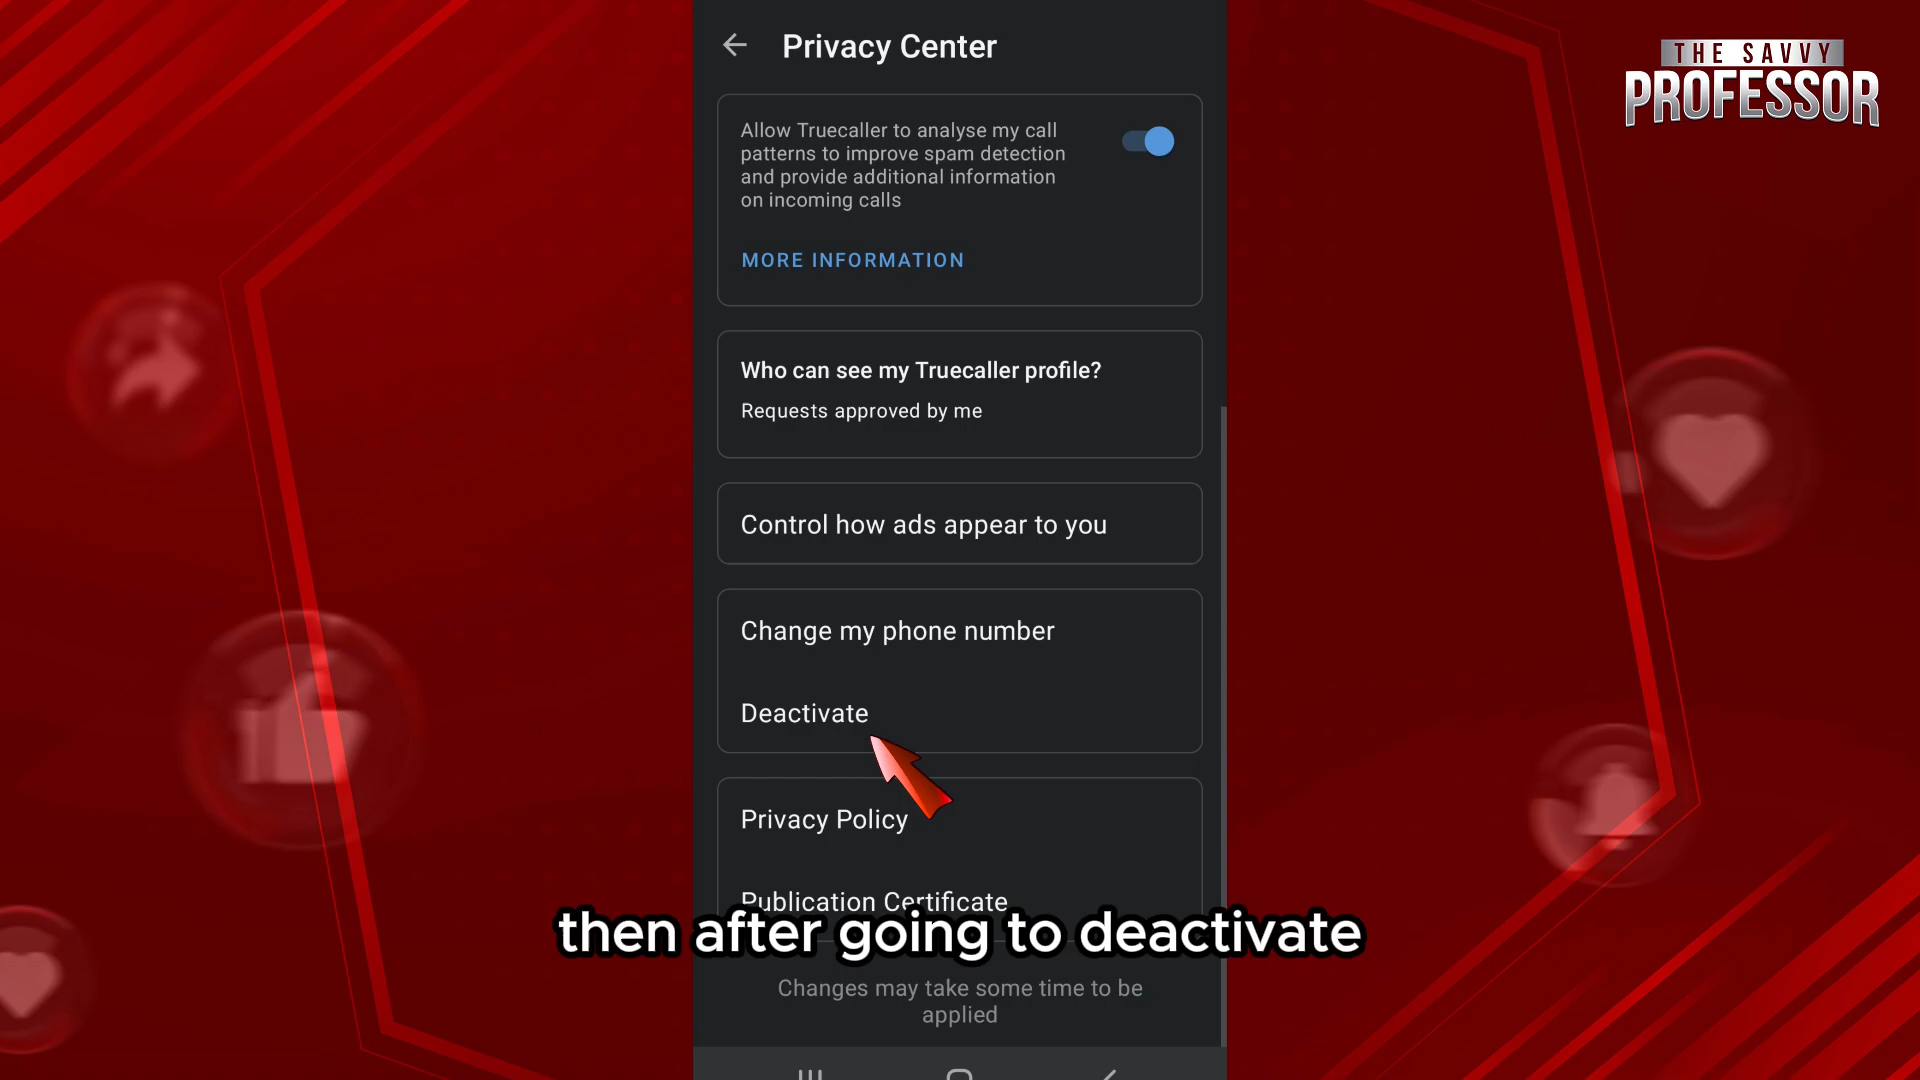 Privacy Center
THE SAVVY
PROFESSOR
Allow Truecaller to analyse my call
patterns to improve spam detection
and provide additional information
on incoming calls
MORE INFORMATION
Who can see my Truecaller profile?
Requests approved by me
Control how ads appear to you
Change my phone number
Deactivate
Privacy Policy
Publication Certificate
then after going to deactivate
Changes may take some time to be
applied